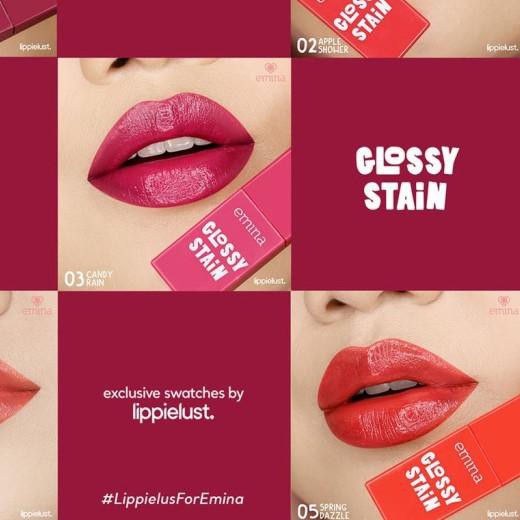 lippielust.
02 APPLE
SHOWER
lippielust.
emina
emina
GLOSSY
STAIN
03 CANDY
RAIN
lippielust.
GLOSSY
STAIN
emina
exclusive swatches by
lippielust.
#LippielusForEmina
lippielust.
emina
emina
GLOSSY
STAIN
05 SPRING
DAZZLE
lippielust.